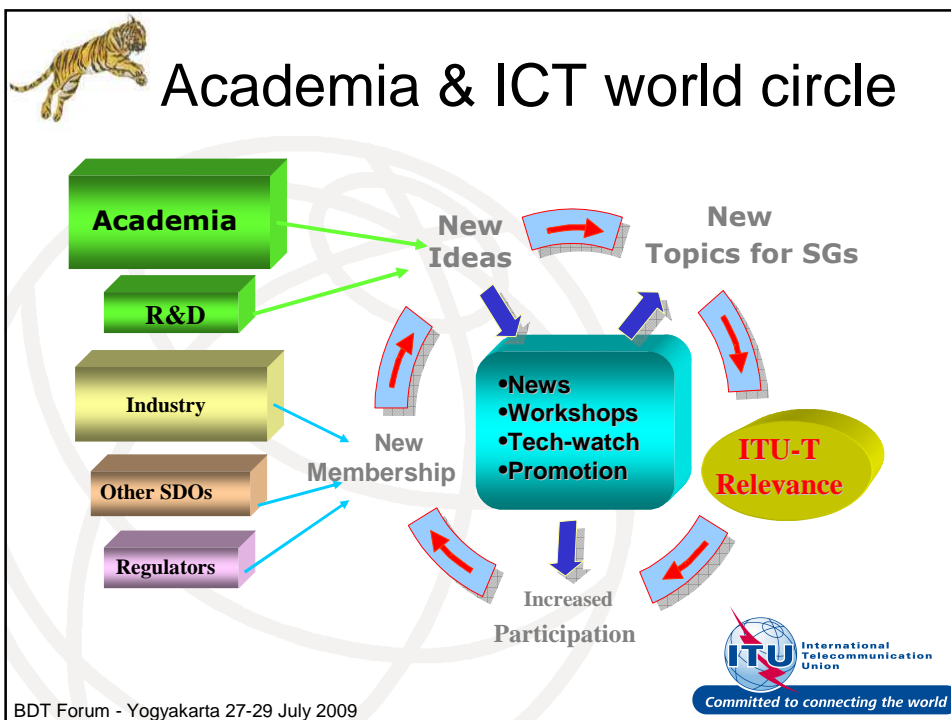 Academia & ICT world circle
Academia
R&D
Industry
Other SDOs
Regulators
New
Ideas
New
Topics for SGs
•News
•Workshops
•Tech-watch
•Promotion
New
Membership
ITU-T
Relevance
Increased
Participation
ITU
International
Telecommunication
Union
Committed to connecting the world
BDT Forum - Yogyakarta 27-29 July 2009